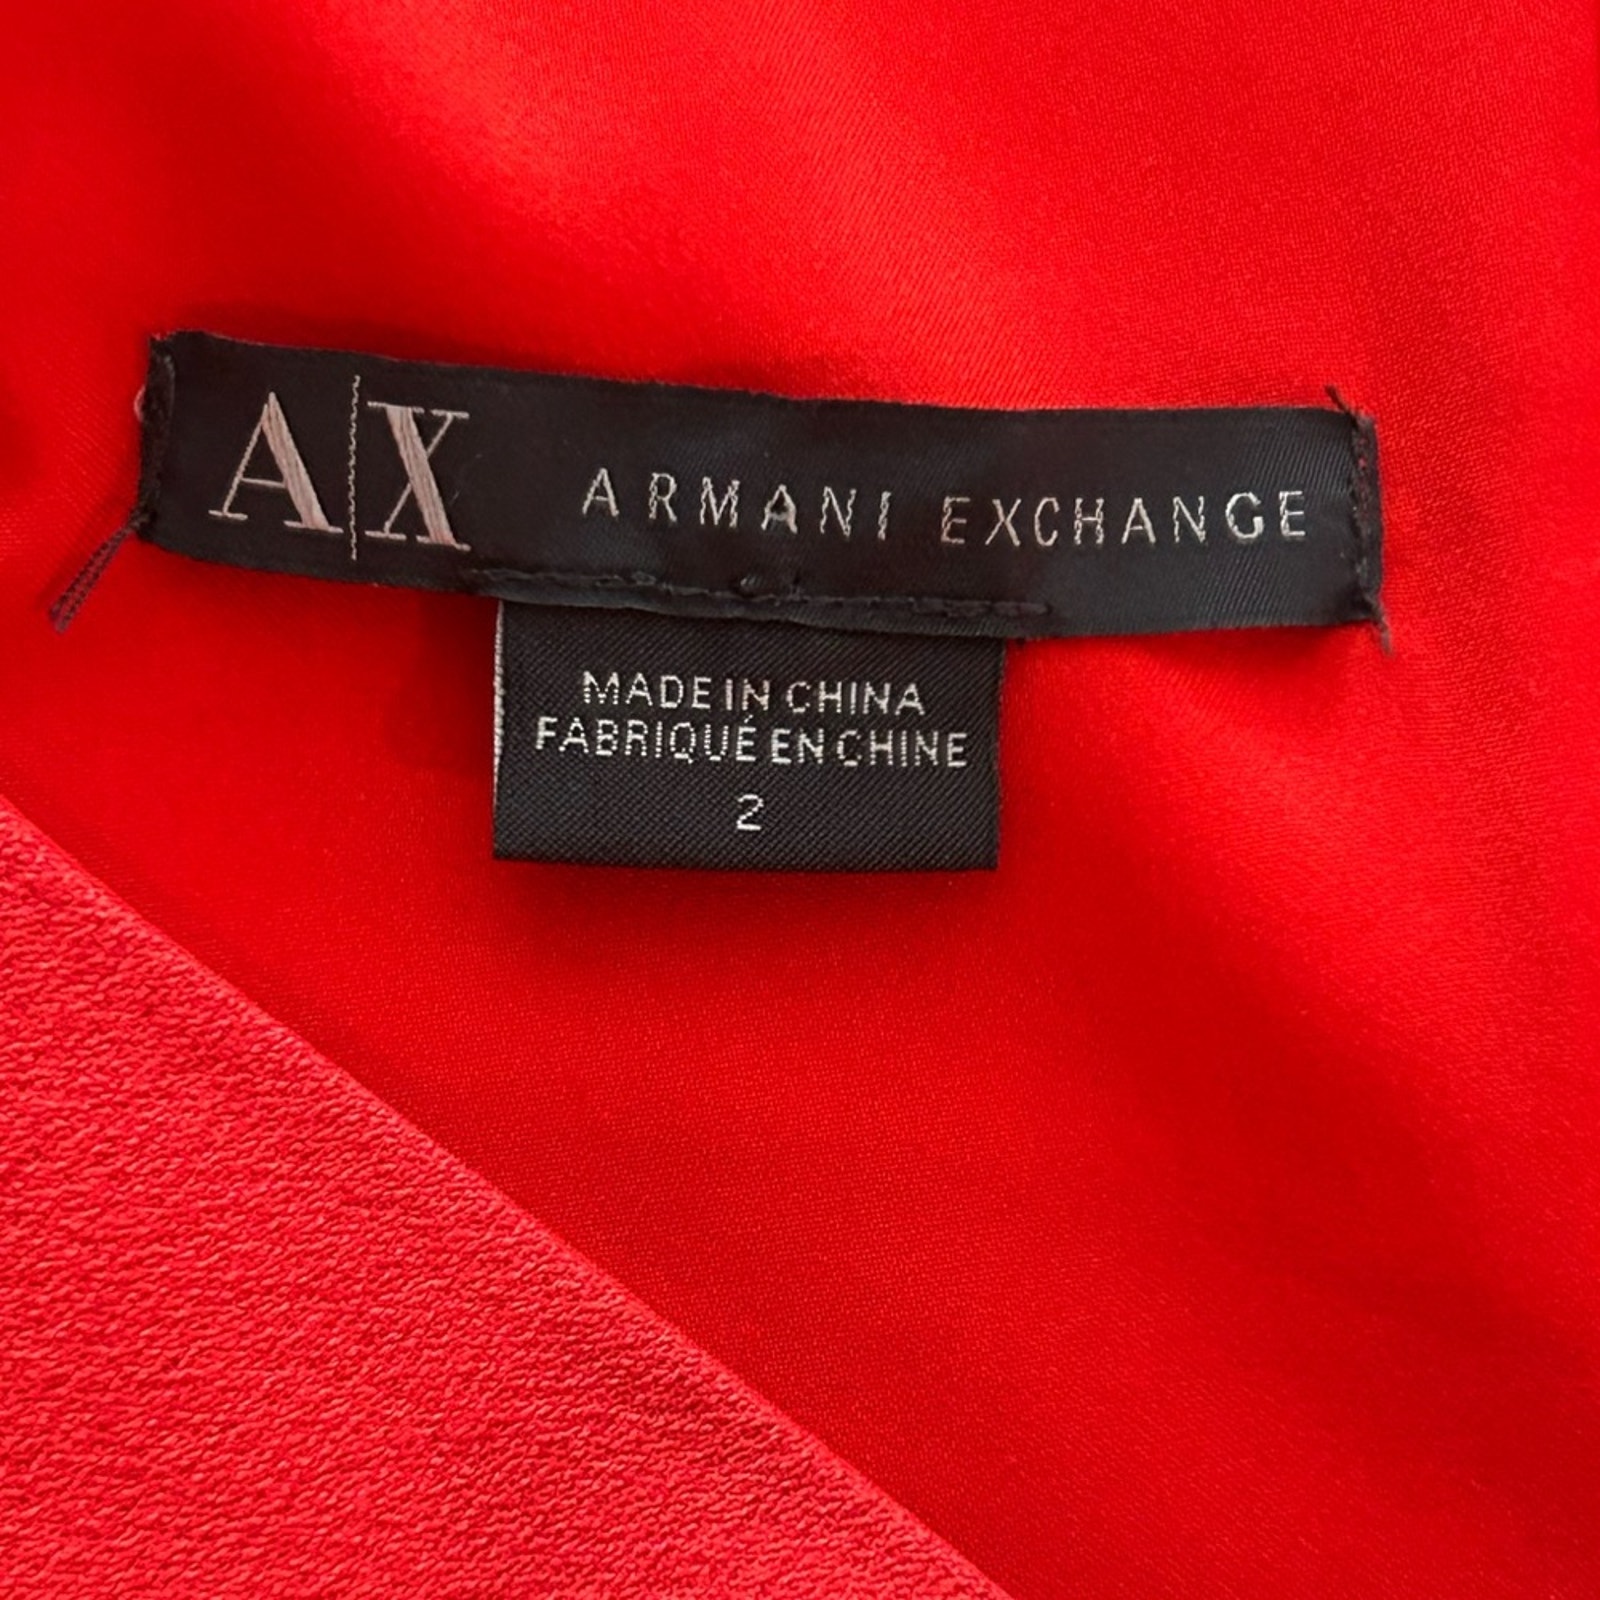 A|X ARMANI EXCHANGE
MADE IN CHINA
FABRIQUÉ EN CHINE
2